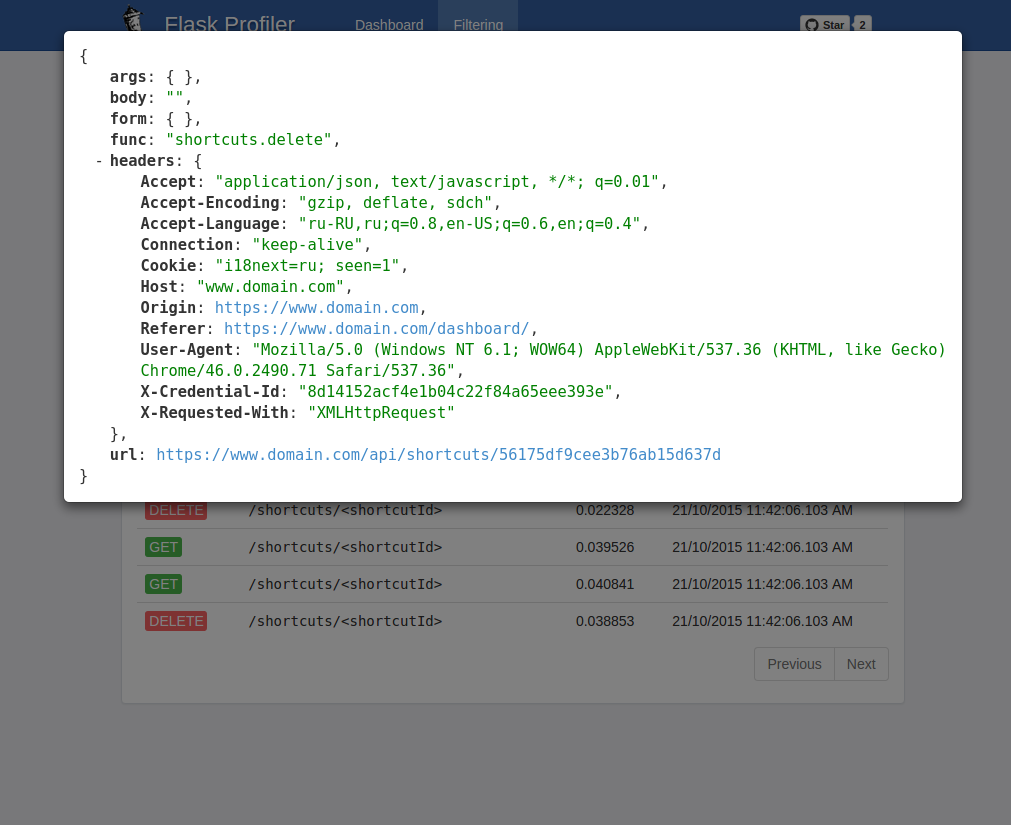 Flask Profiler Dashboard Filtering Star 2
{
args: { },
body: "",
form: { },
func: "shortcuts.delete",
- headers: {
Accept: "application/json, text/javascript, */*; q=0.01",
Accept-Encoding: "gzip, deflate, sdch",
Accept-Language: "ru-RU,ru;q=0.8,en-US;q=0.6,en;q=0.4",
Connection: "keep-alive",
Cookie: "i18next=ru; seen=1",
Host: "www.domain.com",
Origin: https://www.domain.com,
Referer: https://www.domain.com/dashboard/,
User-Agent: "Mozilla/5.0 (Windows NT 6.1; WOW64) AppleWebKit/537.36 (KHTML, like Gecko)
Chrome/46.0.2490.71 Safari/537.36",
X-Credential-Id: "8d14152acf4e1b04c22f84a65eee393e",
X-Requested-With: "XMLHttpRequest"
},
url: https://www.domain.com/api/shortcuts/56175df9cee3b76ab15d637d
}
DELETE /shortcuts/<shortcutId> 0.022328 21/10/2015 11:42:06.103 AM
GET /shortcuts/<shortcutId> 0.039526 21/10/2015 11:42:06.103 AM
GET /shortcuts/<shortcutId> 0.040841 21/10/2015 11:42:06.103 AM
DELETE /shortcuts/<shortcutId> 0.038853 21/10/2015 11:42:06.103 AM
Previous Next